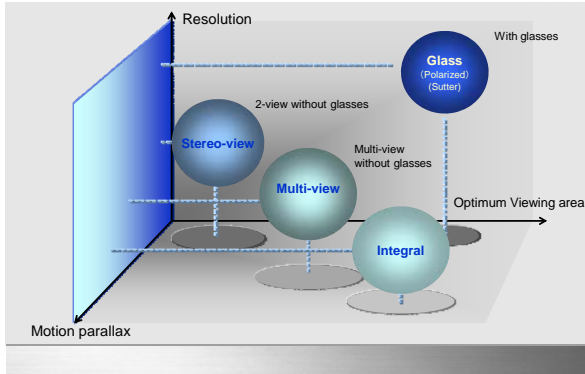 Resolution
With glasses
Glass
(Polarized)
(Sutter)
2-view without glasses
Stereo-view
Multi-view
without glasses
Multi-view
Optimum Viewing area
Integral
Motion parallax